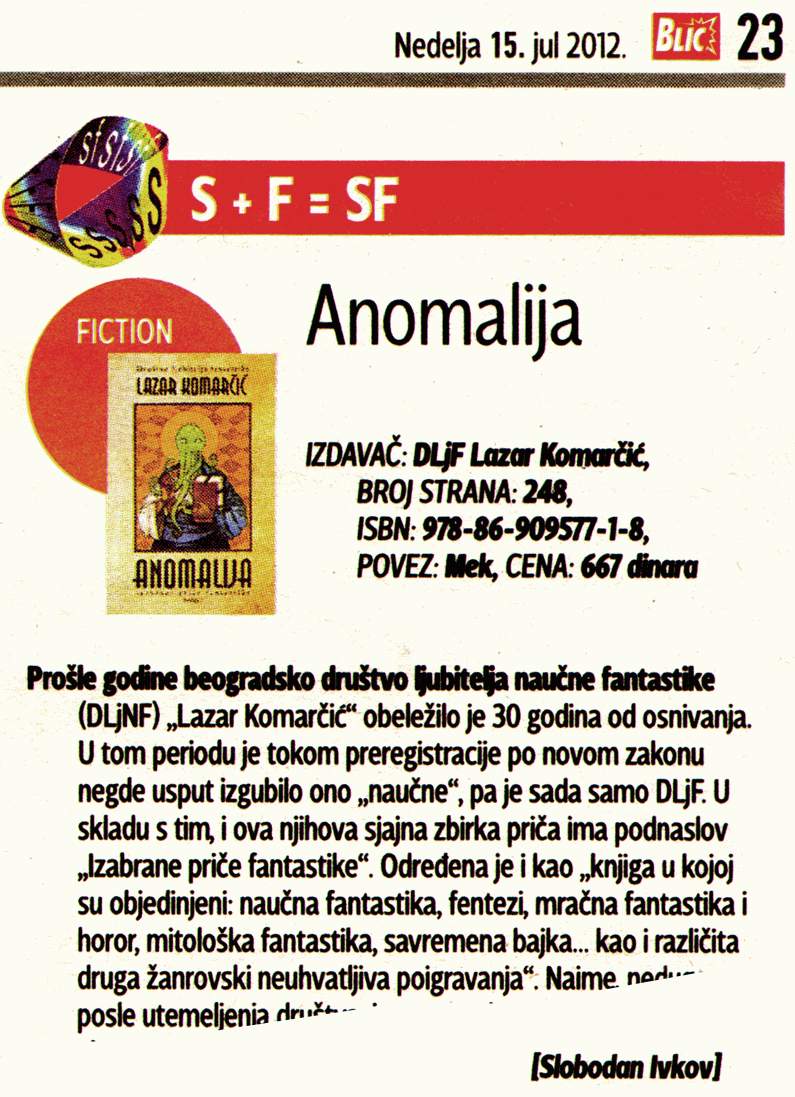 Nedelja 15. jul 2012. BLIC 23
sfsfsf
S S S S S
S + F = SF
FICTION
Anomalija
LAZAR KOMARČIĆ
ANOMALIJA
IZDAVAČ: DLjF Lazar Komarčić,
BROJ STRANA: 248,
ISBN: 978-86-909577-1-8,
POVEZ: Mek, CENA: 667 dinara
Prošle godine beogradsko društvo ljubitelja naučne fantastike
(DLjNF) „Lazar Komarčić“ obeležilo je 30 godina od osnivanja.
U tom periodu je tokom preregistracije po novom zakonu
negde usput izgubilo ono „naučne“, pa je sada samo DLjF. U
skladu s tim, i ova njihova sjajna zbirka priča ima podnaslov
„Izabrane priče fantastike“. Određena je i kao „knjiga u kojoj
su objedinjeni: naučna fantastika, fentezi, mračna fantastika i
horor, mitološka fantastika, savremena bajka... kao i različita
druga žanrovski neuhvatljiva poigravanja“. Naime
posle utemeljenja
[Slobodan Ivkov]